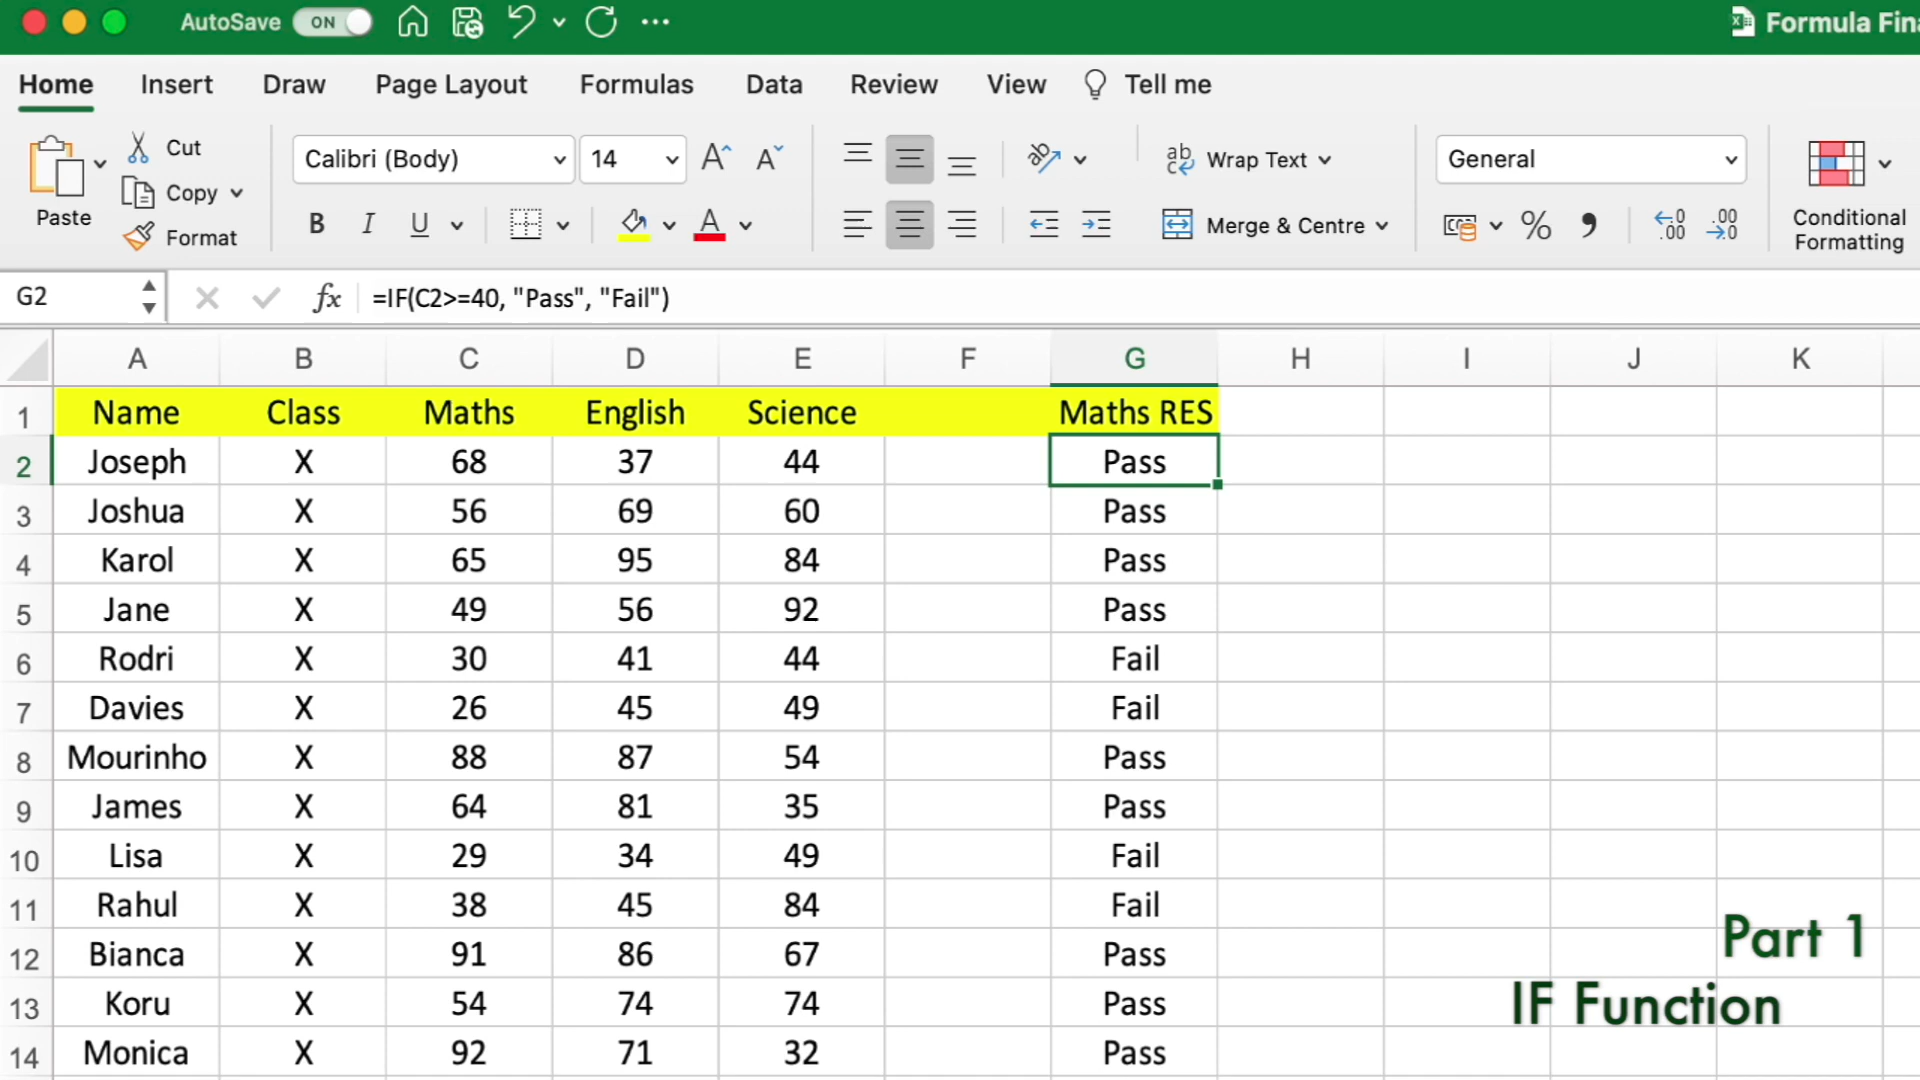 AutoSave ON Formula Fina
Home Insert Draw Page Layout Formulas Data Review View Tell me
Paste
Cut
Copy
Format
Calibri (Body) 14 A A
B I U A
ab
Wrap Text
Merge & Centre
General
% .00 .00
Conditional
Formatting
G2 fx =IF(C2>=40, "Pass", "Fail")
A B C D E F G H I J K
1 Name Class Maths English Science Maths RES
2 Joseph X 68 37 44 Pass
3 Joshua X 56 69 60 Pass
4 Karol X 65 95 84 Pass
5 Jane X 49 56 92 Pass
6 Rodri X 30 41 44 Fail
7 Davies X 26 45 49 Fail
8 Mourinho X 88 87 54 Pass
9 James X 64 81 35 Pass
10 Lisa X 29 34 49 Fail
11 Rahul X 38 45 84 Fail
12 Bianca X 91 86 67 Pass
13 Koru X 54 74 74 Pass
14 Monica X 92 71 32 Pass
Part 1
IF Function